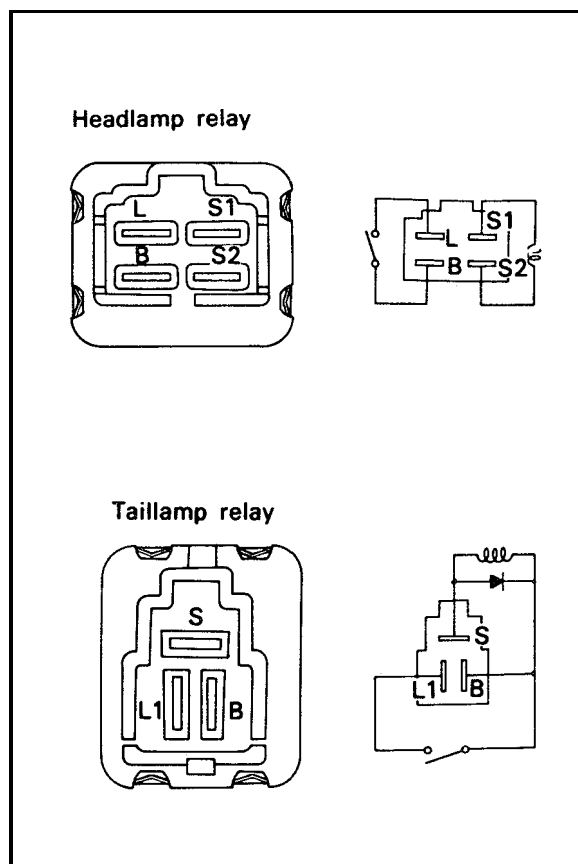 Headlamp relay
L S1
B S2
S1
L
B S2
Taillamp relay
S
L1 B
S
L1 B